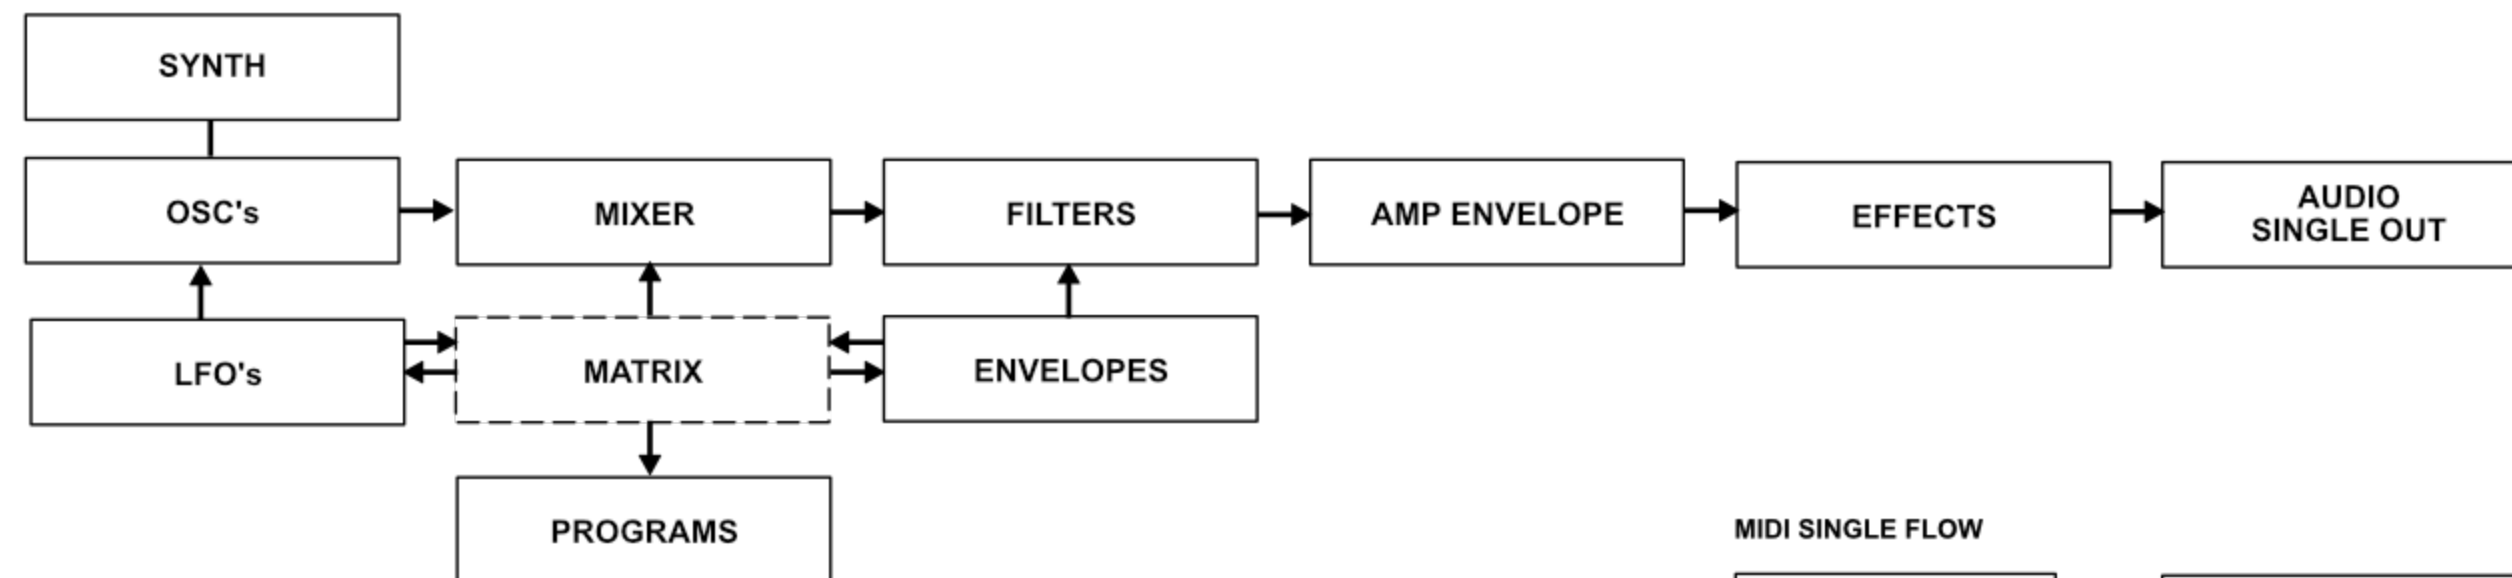 SYNTH
OSC's
MIXER
FILTERS
AMP ENVELOPE
EFFECTS
AUDIO
SINGLE OUT
LFO's
MATRIX
ENVELOPES
PROGRAMS
MIDI SINGLE FLOW